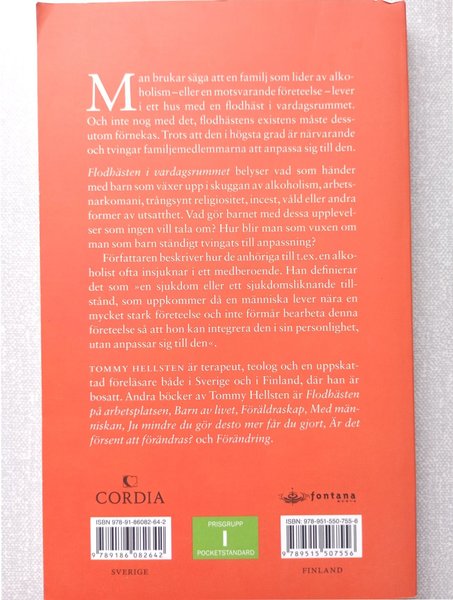 Man brukar säga att en familj som lider av alko-
holism – eller en motsvarande företeelse – lever
i ett hus med en flodhäst i vardagsrummet.
Och inte nog med det, flodhästens existens måste dess-
utom förnekas. Trots att den i högsta grad är närvarande
och tvingar familjemedlemmarna att anpassa sig till den.
Flodhästen i vardagsrummet belyser vad som händer
med barn som växer upp i skuggan av alkoholism, arbets-
narkomani, trångsynt religiositet, incest, våld eller andra
former av utsatthet. Vad gör barnet med dessa upplevel-
ser som ingen vill tala om? Hur blir man som vuxen om
man som barn ständigt tvingats till anpassning?
Författaren beskriver hur de anhöriga till t.ex. en alko-
holist ofta insjuknar i ett medberoende. Han definierar
det som »en sjukdom eller ett sjukdomsliknande till-
stånd, som uppkommer då en människa lever nära en
mycket stark företeelse och inte förmår bearbeta denna
företeelse så att hon kan integrera den i sin personlighet,
utan anpassar sig till den«.
TOMMY HELLSTEN är terapeut, teolog och en uppskat-
tad föreläsare både i Sverige och i Finland, där han är
bosatt. Andra böcker av Tommy Hellsten är Flodhästen
på arbetsplatsen, Barn av livet, Föräldraskap, Med män-
niskan, Ju mindre du gör desto mer får du gjort, Är det
försent att förändras? och Förändring.
CORDIA
fontana
ISBN 978-91-86082-64-2
9 789186 082642
SVERIGE
PRISGRUPP
I
POCKETSTANDARD
ISBN 978-951-550-755-6
9 789515 507556
FINLAND